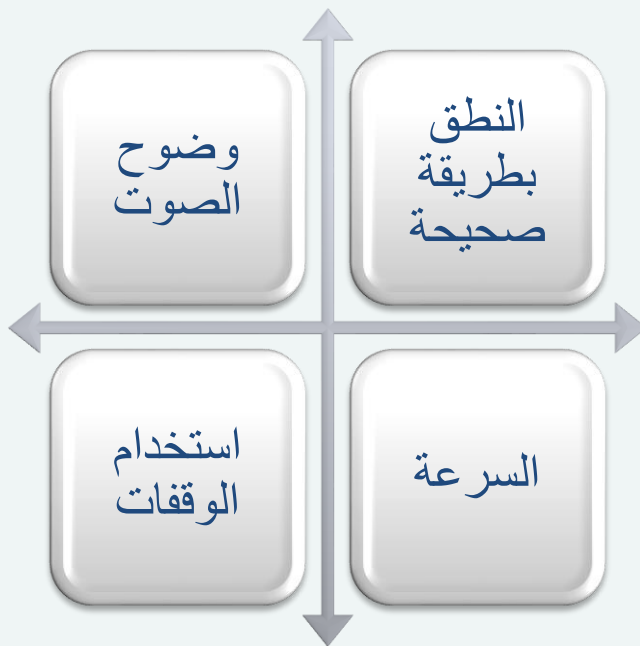 النطق
بطريقة
صحيحة
وضوح
الصوت
السرعة
استخدام
الوقفات